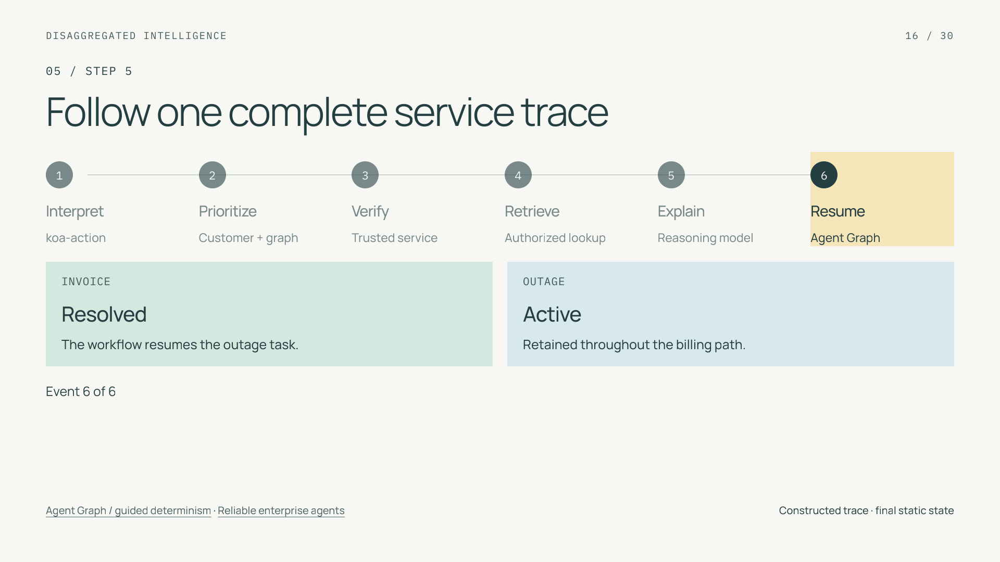 DISAGGREGATED INTELLIGENCE
16 / 30
05 / STEP 5
Follow one complete service trace
1
Interpret
koa-action
2
Prioritize
Customer + graph
3
Verify
Trusted service
4
Retrieve
Authorized lookup
5
Explain
Reasoning model
6
Resume
Agent Graph
INVOICE
Resolved
The workflow resumes the outage task.
OUTAGE
Active
Retained throughout the billing path.
Event 6 of 6
Agent Graph / guided determinism · Reliable enterprise agents
Constructed trace · final static state